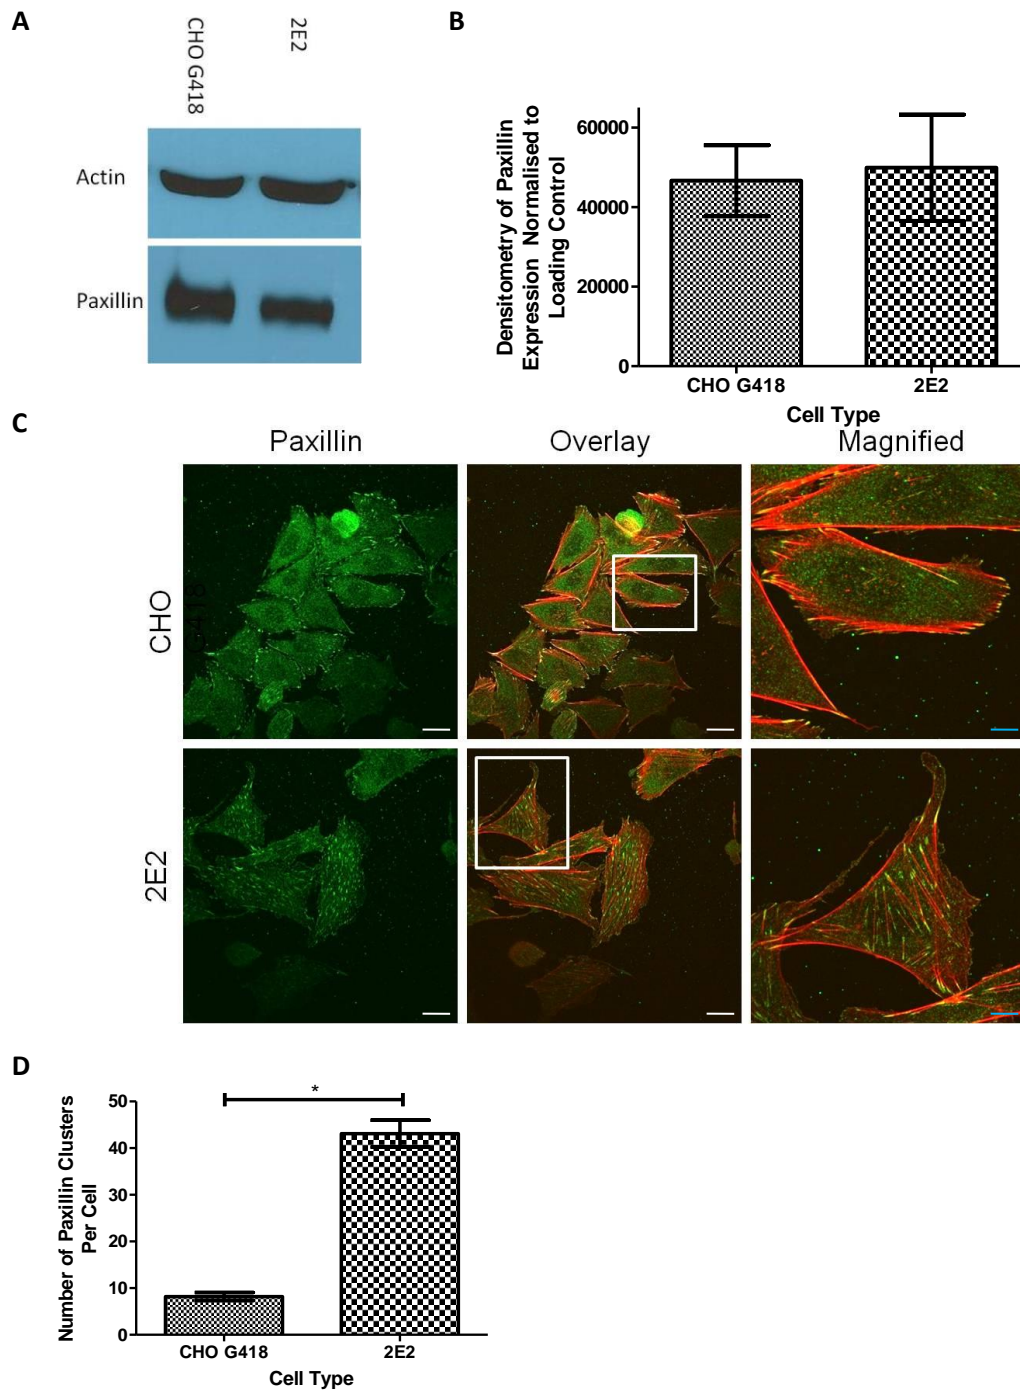 A
CHO G418
2E2
Actin
Paxillin
B
Densitometry of Paxillin
Expression Normalised to
Loading Control
60000
40000
20000
0
CHO G418
2E2
Cell Type
C
Paxillin
Overlay
Magnified
CHO
G418
2E2
D
*
Number of Paxillin Clusters
Per Cell
50
40
30
20
10
0
CHO G418
2E2
Cell Type